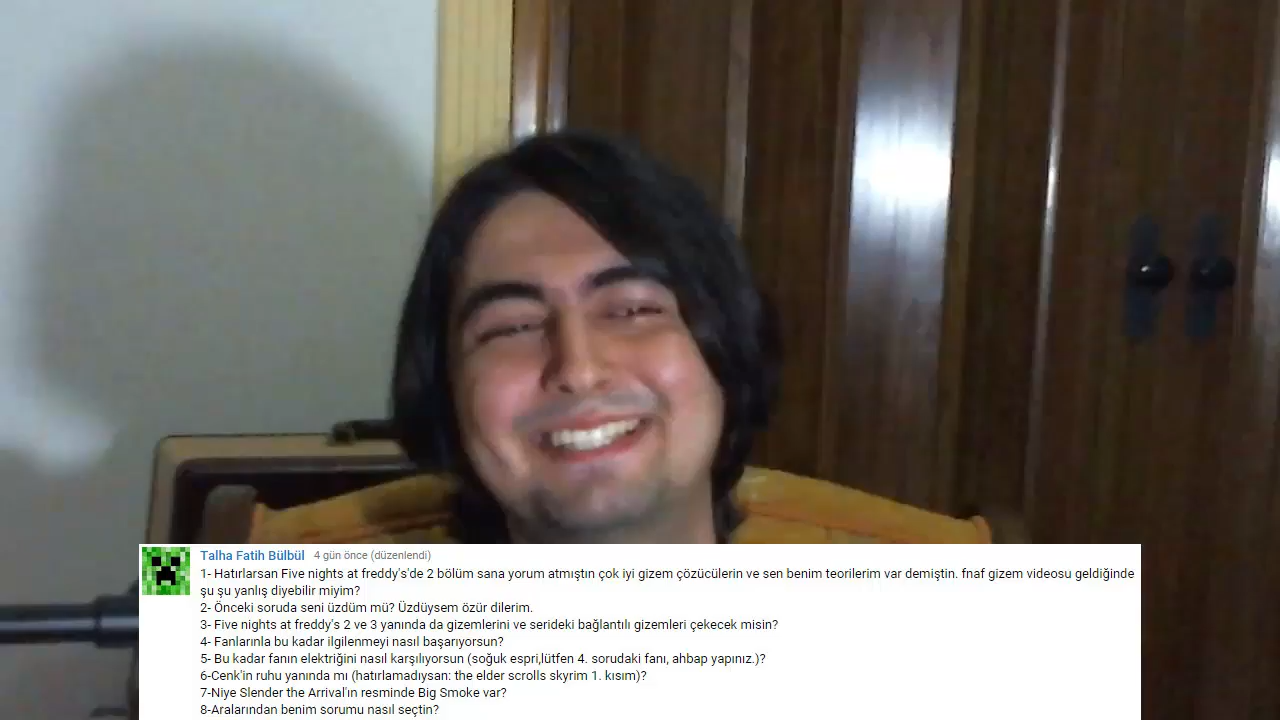 Talha Fatih Bülbül 4 gün önce (düzenlendi)
1- Hatırlarsan Five nights at freddy's'de 2 bölüm sana yorum atmıştın çok iyi gizem çözücülerin ve sen benim teorilerim var demiştin. fnaf gizem videosu geldiğinde
şu şu yanlış diyebilir miyim?
2- Önceki soruda seni üzdüm mü? Üzdüysem özür dilerim.
3- Five nights at freddy's 2 ve 3 yanında da gizemlerini ve serideki bağlantılı gizemleri çekecek misin?
4- Fanlarınla bu kadar ilgilenmeyi nasıl başarıyorsun?
5- Bu kadar fanın elektriğini nasıl karşılıyorsun (soğuk espri,lütfen 4. sorudaki fanı, ahbap yapınız.)?
6-Cenk'in ruhu yanında mı (hatırlamadıysan: the elder scrolls skyrim 1. kısım)?
7-Niye Slender the Arrival'ın resminde Big Smoke var?
8-Aralarından benim sorumu nasıl seçtin?